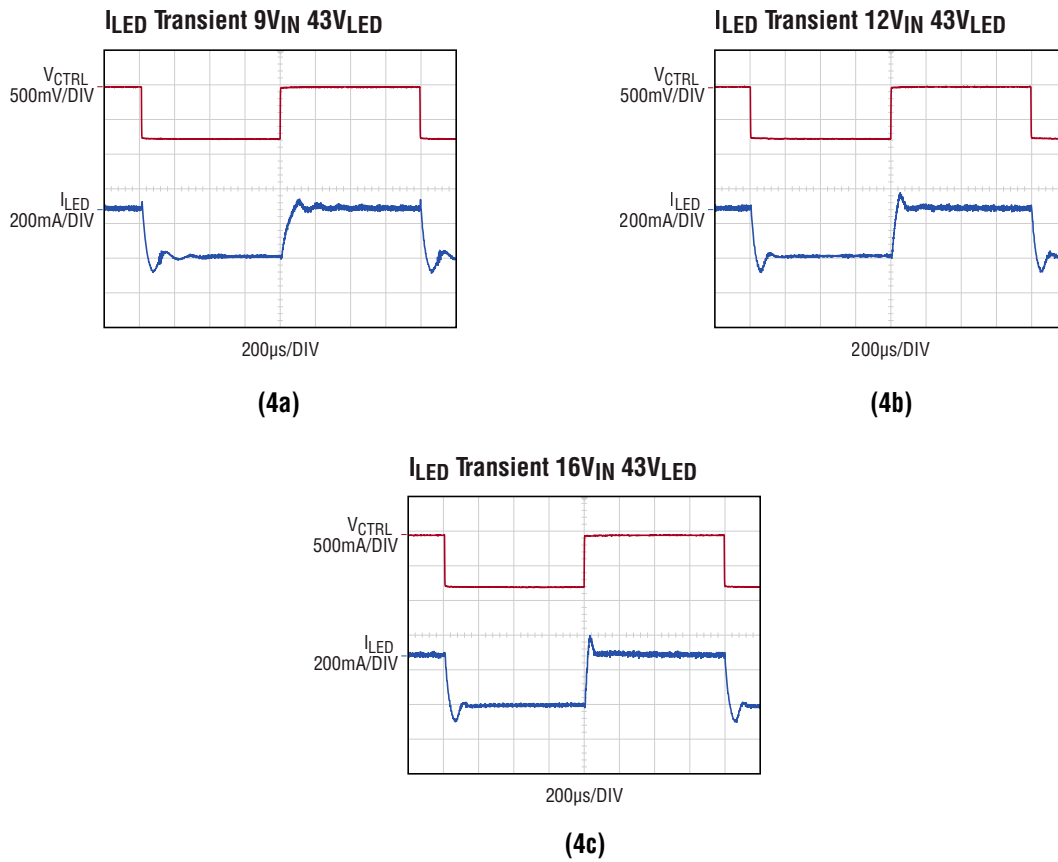 ILED Transient 9VIN 43VLED
VCTRL
500mV/DIV
ILED
200mA/DIV
200µs/DIV
(4a)
ILED Transient 12VIN 43VLED
VCTRL
500mV/DIV
ILED
200mA/DIV
200µs/DIV
(4b)
ILED Transient 16VIN 43VLED
VCTRL
500mA/DIV
ILED
200mA/DIV
200µs/DIV
(4c)